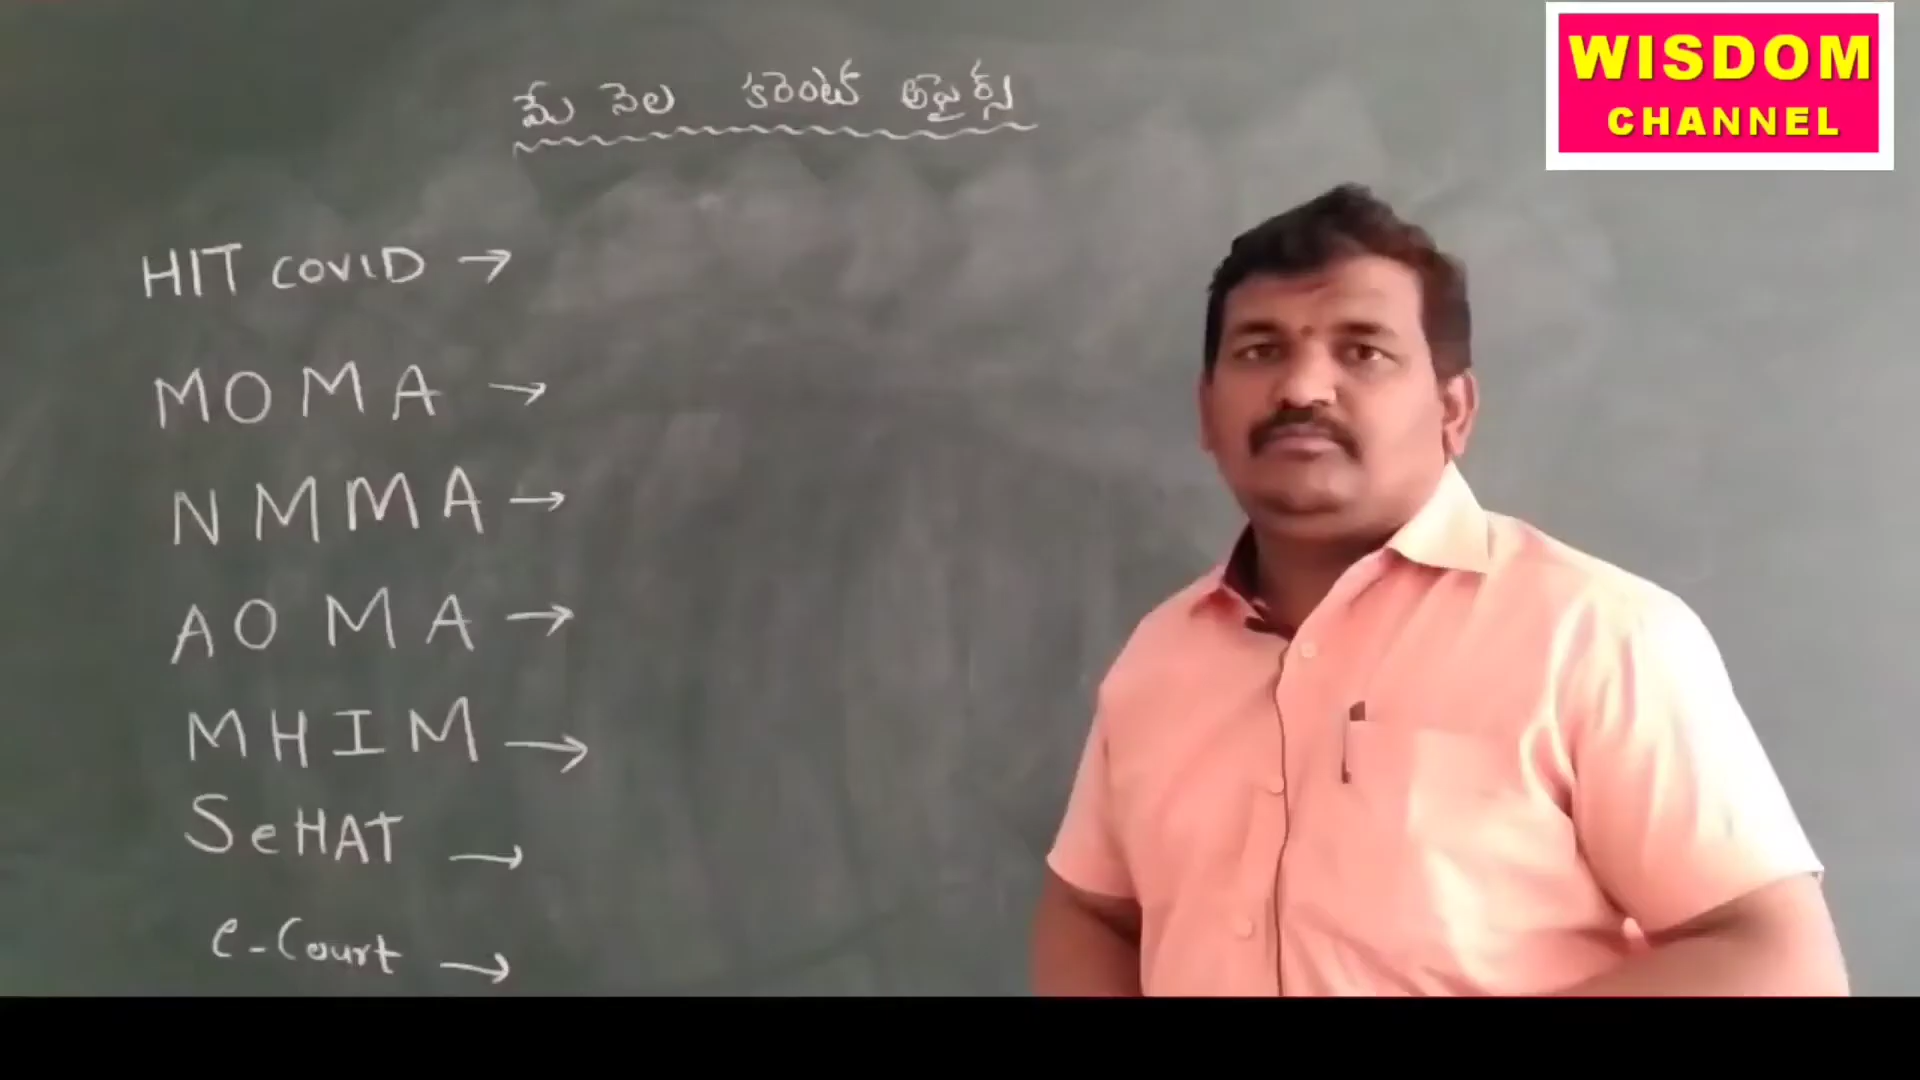 WISDOM
CHANNEL
మే నెల కరెంట్ అఫైర్స్
HIT COVID →
MOMA →
NMMA →
AOMA →
MHIM →
SeHAT →
e-Court →